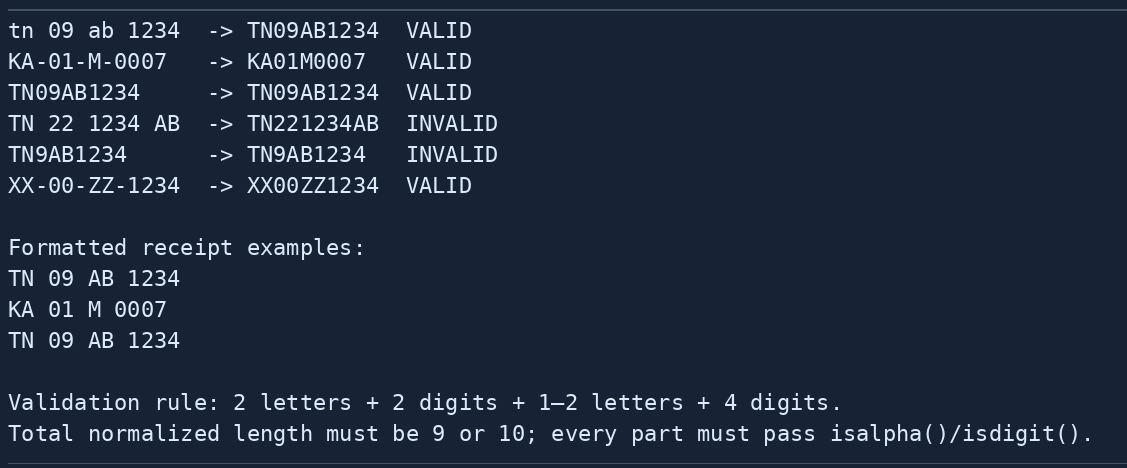 tn 09 ab 1234  -> TN09AB1234  VALID
KA-01-M-0007   -> KA01M0007   VALID
TN09AB1234     -> TN09AB1234  VALID
TN 22 1234 AB  -> TN221234AB  INVALID
TN9AB1234      -> TN9AB1234   INVALID
XX-00-ZZ-1234  -> XX00ZZ1234  VALID
Formatted receipt examples:
TN 09 AB 1234
KA 01 M 0007
TN 09 AB 1234
Validation rule: 2 letters + 2 digits + 1–2 letters + 4 digits.
Total normalized length must be 9 or 10; every part must pass isalpha()/isdigit().